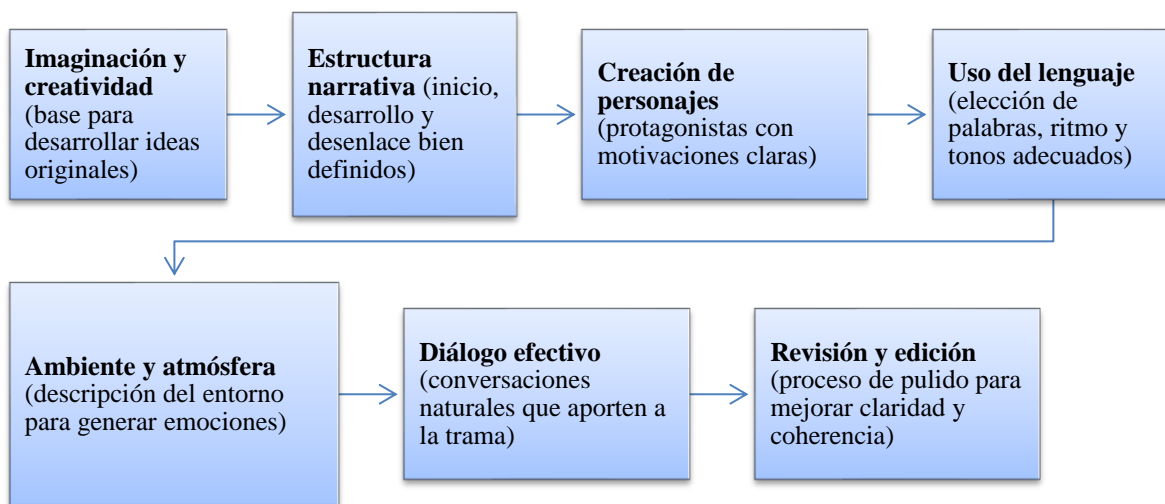 Imaginación y
creatividad
(base para
desarrollar ideas
originales)
Estructura
narrativa (inicio,
desarrollo y
desenlace bien
definidos)
Creación de
personajes
(protagonistas con
motivaciones claras)
Uso del lenguaje
(elección de
palabras, ritmo y
tonos adecuados)
Ambiente y atmósfera
(descripción del entorno
para generar emociones)
Diálogo efectivo
(conversaciones
naturales que aporten a
la trama)
Revisión y edición
(proceso de pulido para
mejorar claridad y
coherencia)